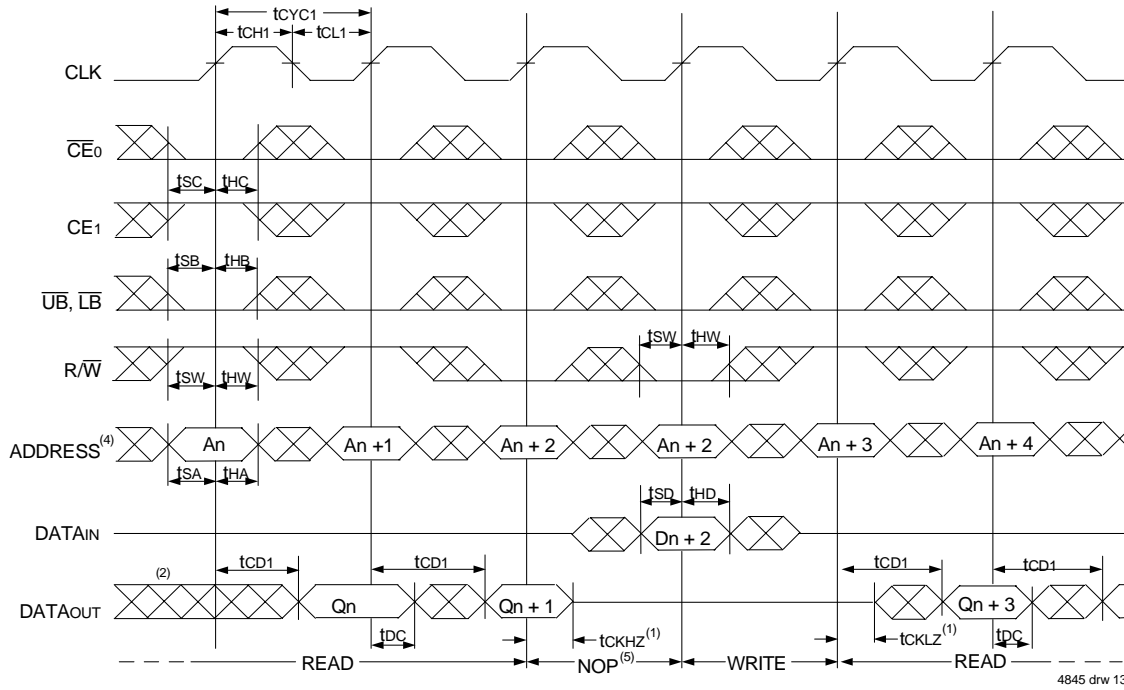 tCYC1
tCH1 tCL1
CLK
CE0
tSC tHC
CE1
tSB tHB
UB, LB
tSW tHW
R/W
tSW tHW
ADDRESS(4) An An +1 An + 2 An + 2 An + 3 An + 4
tSA tHA
tSD tHD
DATAIN Dn + 2
tCD1 tCD1 tCD1 tCD1
(2)
DATAOUT Qn Qn + 1 Qn + 3
tDC tCKHZ(1) tCKLZ(1) tDC
READ NOP(5) WRITE READ
4845 drw 13